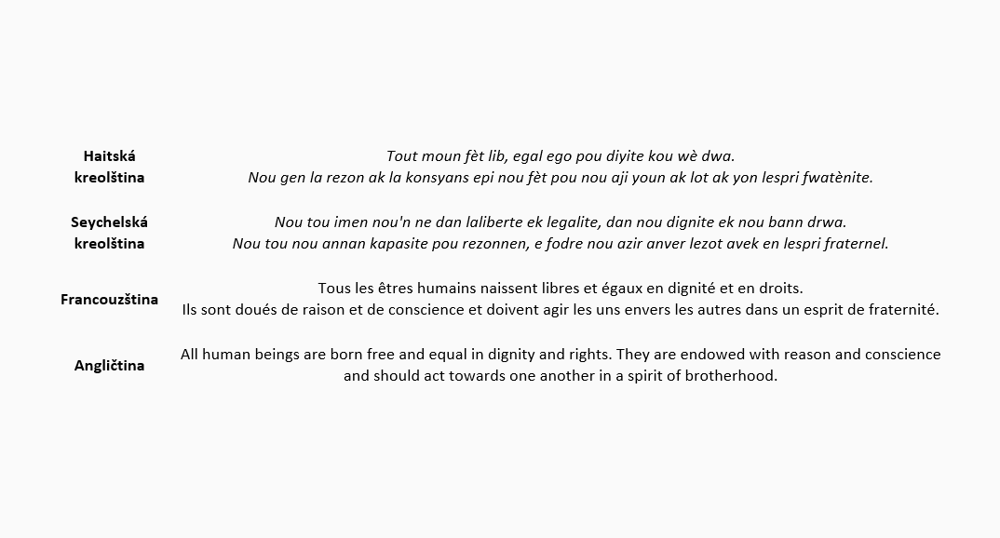 Haitská
kreolština
Tout moun fèt lib, egal ego pou diyite kou wè dwa.
Nou gen la rezon ak la konsyans epi nou fèt pou nou aji youn ak lot ak yon lespri fwatènite.
Seychelská
kreolština
Nou tou imen nou'n ne dan laliberte ek legalite, dan nou dignite ek nou bann drwa.
Nou tou nou annan kapasite pou rezonnen, e fodre nou azir anver lezot avek en lespri fraternel.
Francouzština
Tous les êtres humains naissent libres et égaux en dignité et en droits.
Ils sont doués de raison et de conscience et doivent agir les uns envers les autres dans un esprit de fraternité.
Angličtina
All human beings are born free and equal in dignity and rights. They are endowed with reason and conscience
and should act towards one another in a spirit of brotherhood.